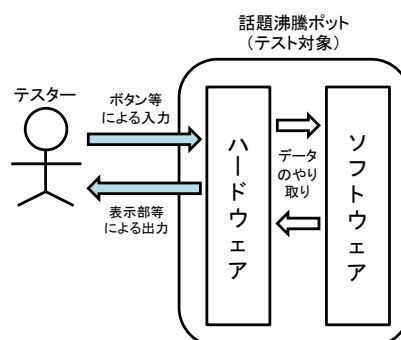 話題沸騰ポット
（テスト対象）
テスター
ボタン等
による入力
表示部等
による出力
ハードウェア
データ
のやり
取り
ソフトウェア